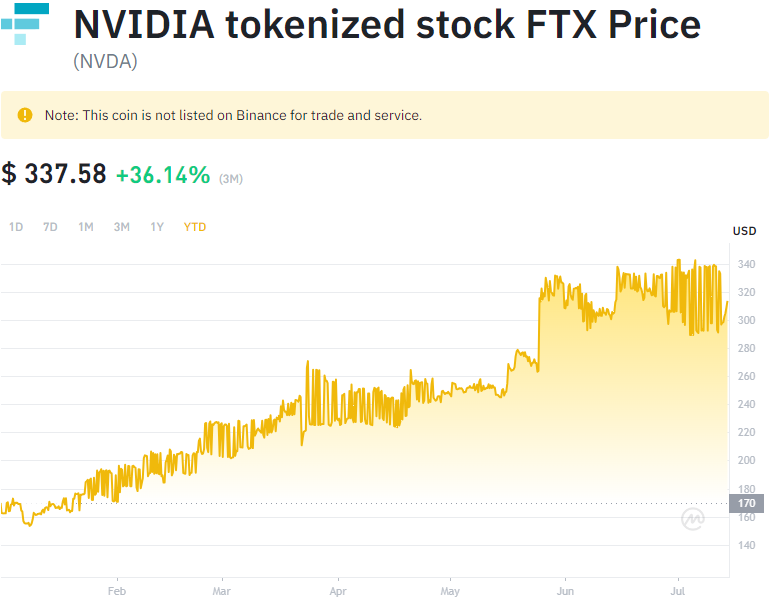 NVIDIA tokenized stock FTX Price
(NVDA)
Note: This coin is not listed on Binance for trade and service.
$ 337.58 +36.14% (3M)
1D 7D 1M 3M 1Y YTD
USD
340
320
300
280
260
240
220
200
180
170
160
140
Feb Mar Apr May Jun Jul